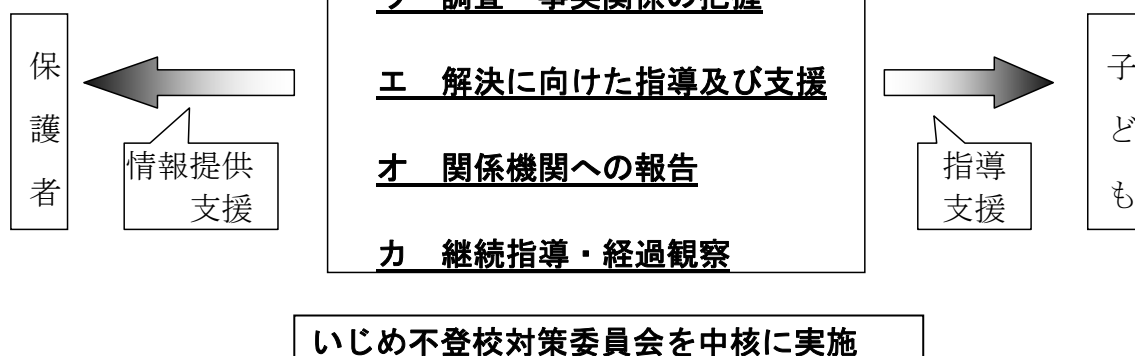 ウ 調査・事実関係の把握
保護者
エ 解決に向けた指導及び支援
子ども
情報提供
支援
オ 関係機関への報告
指導
支援
カ 継続指導・経過観察
いじめ不登校対策委員会を中核に実施